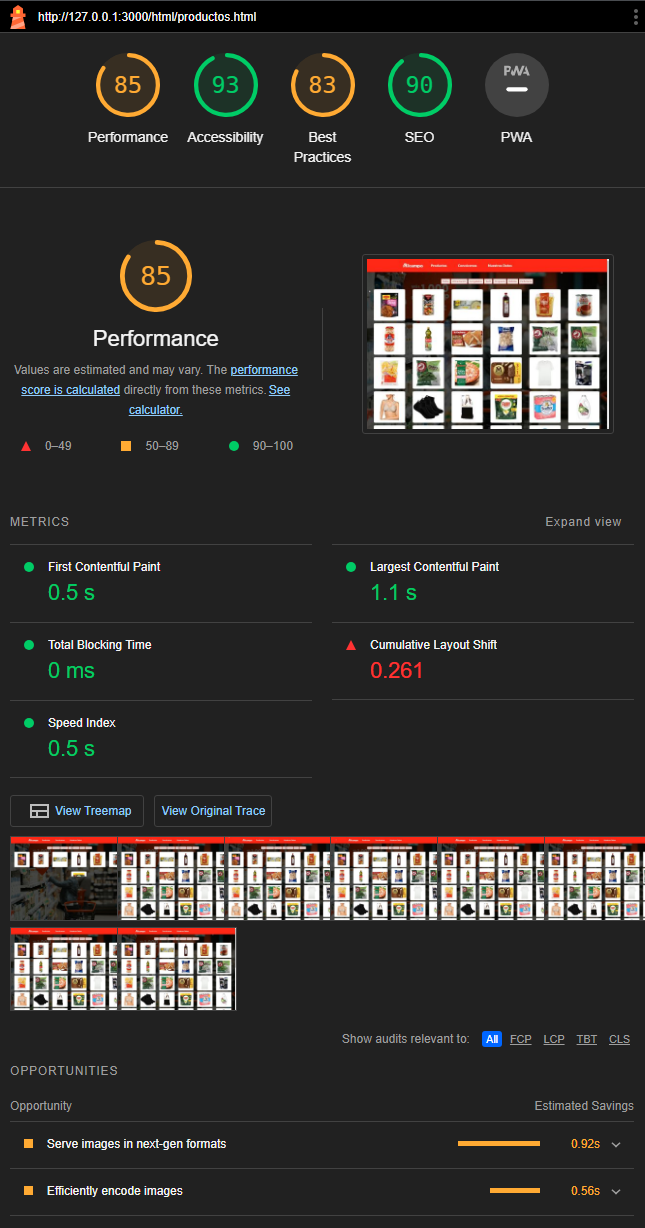 http://127.0.0.1:3000/html/productos.html
85
93
83
90
PWA
Performance
Accessibility
Best
Practices
SEO
PWA
85
Performance
Values are estimated and may vary. The performance
score is calculated directly from these metrics. See
calculator.
0–49
50–89
90–100
METRICS
Expand view
First Contentful Paint
0.5 s
Largest Contentful Paint
1.1 s
Total Blocking Time
0 ms
Cumulative Layout Shift
0.261
Speed Index
0.5 s
View Treemap
View Original Trace
Show audits relevant to: All FCP LCP TBT CLS
OPPORTUNITIES
Opportunity
Estimated Savings
Serve images in next-gen formats
0.92s
Efficiently encode images
0.56s